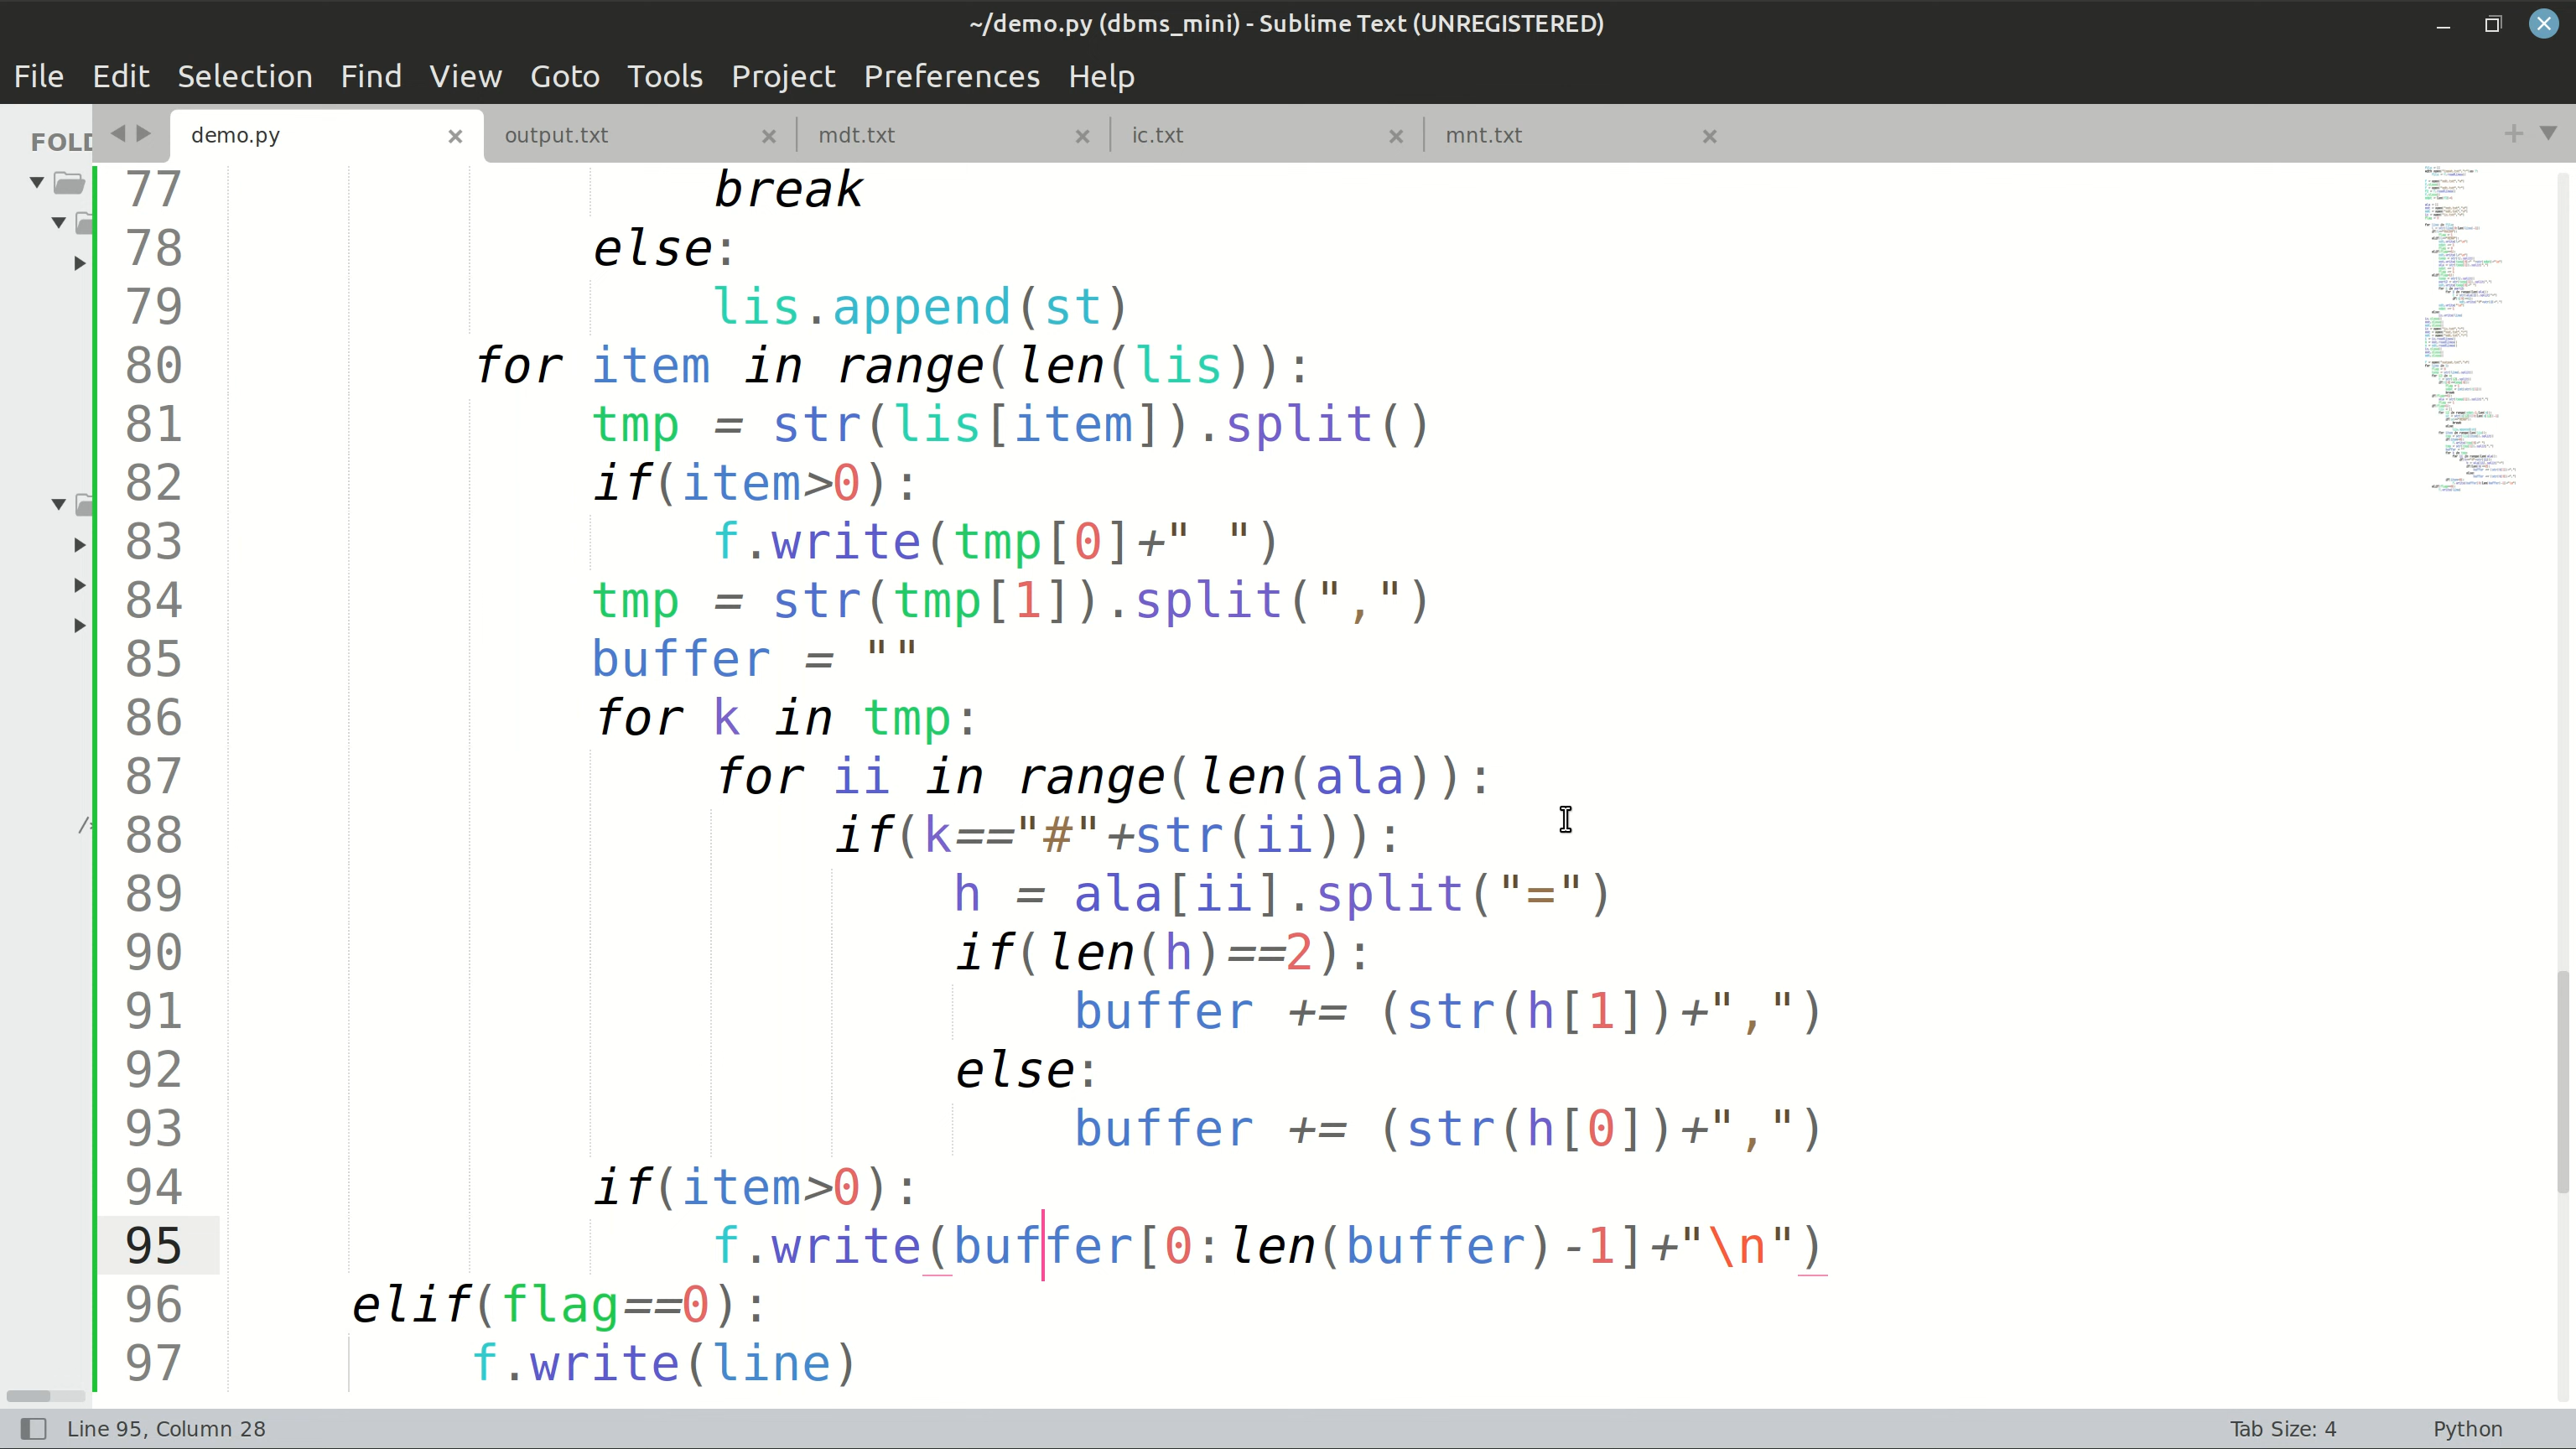 ~/demo.py (dbms_mini) - Sublime Text (UNREGISTERED)
File Edit Selection Find View Goto Tools Project Preferences Help
FOLD
demo.py output.txt mdt.txt ic.txt mnt.txt
77 break
78 else:
79 lis.append(st)
80 for item in range(len(lis)):
81 tmp = str(lis[item]).split()
82 if(item>0):
83 f.write(tmp[0]+" ")
84 tmp = str(tmp[1]).split(",")
85 buffer = ""
86 for k in tmp:
87 for ii in range(len(ala)):
88 if(k=="#"+str(ii)):
89 h = ala[ii].split("=")
90 if(len(h)==2):
91 buffer += (str(h[1])+",")
92 else:
93 buffer += (str(h[0])+",")
94 if(item>0):
95 f.write(buffer[0:len(buffer)-1]+"\n")
96 elif(flag==0):
97 f.write(line)
Line 95, Column 28 Tab Size: 4 Python